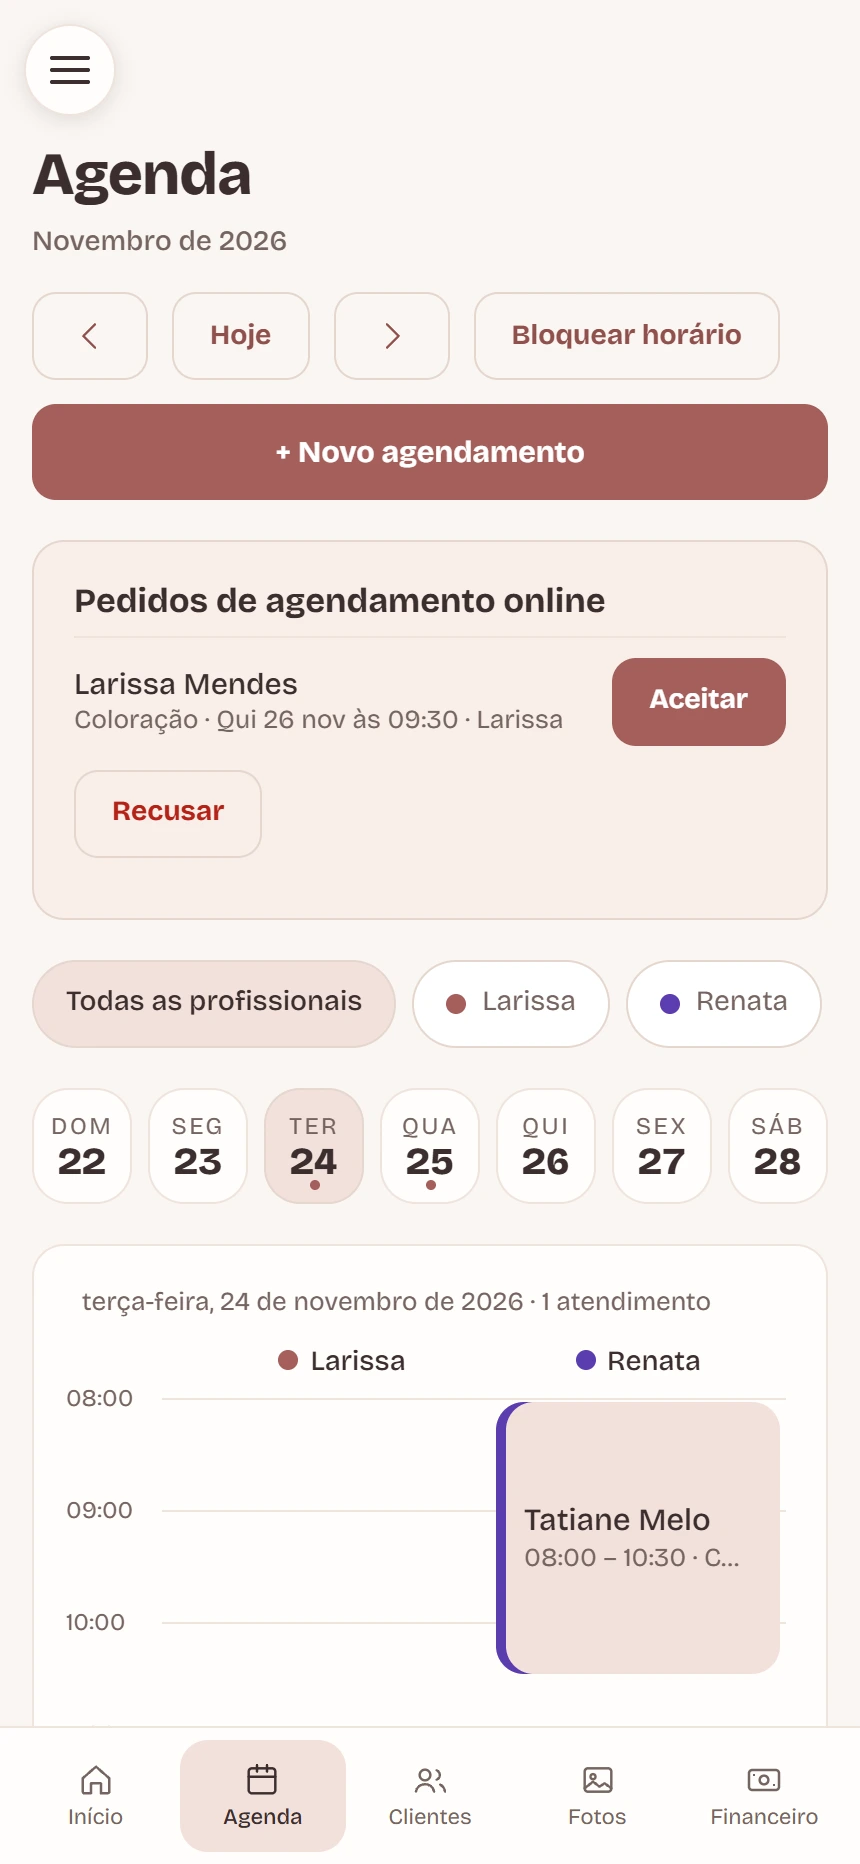 Agenda
Novembro de 2026
Hoje
Bloquear horário
+ Novo agendamento
Pedidos de agendamento online
Larissa Mendes
Coloração · Qui 26 nov às 09:30 · Larissa
Aceitar
Recusar
Todas as profissionais
Larissa
Renata
DOM
22
SEG
23
TER
24
QUA
25
QUI
26
SEX
27
SÁB
28
terça-feira, 24 de novembro de 2026 · 1 atendimento
Larissa
Renata
08:00
09:00
Tatiane Melo
08:00 – 10:30 · C...
10:00
Início
Agenda
Clientes
Fotos
Financeiro